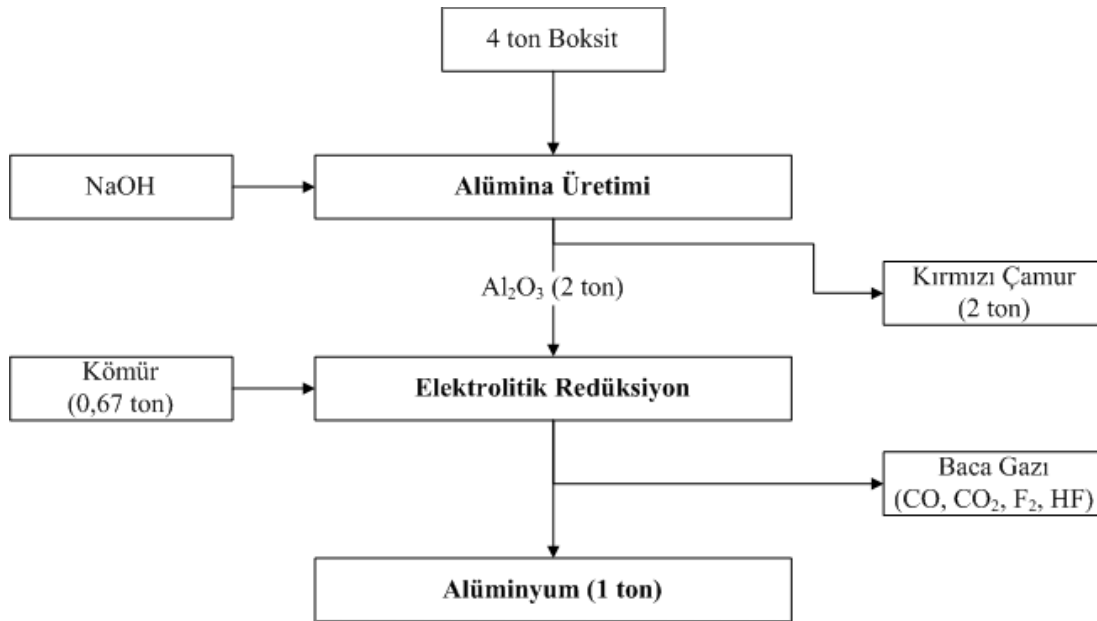 4 ton Boksit
NaOH
Alümina Üretimi
Al₂O₃ (2 ton)
Kırmızı Çamur
(2 ton)
Kömür
(0,67 ton)
Elektrolitik Redüksiyon
Baca Gazı
(CO, CO₂, F₂, HF)
Alüminyum (1 ton)